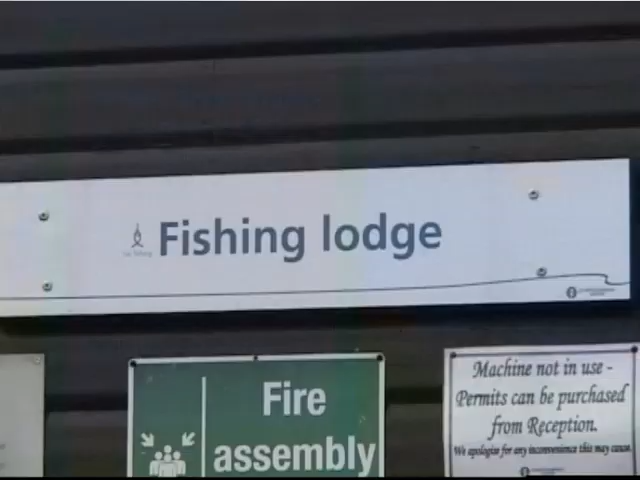 Fishing lodge
Fire
assembly
Machine not in use -
Permits can be purchased
from Reception.
We apologise for any inconvenience this may cause